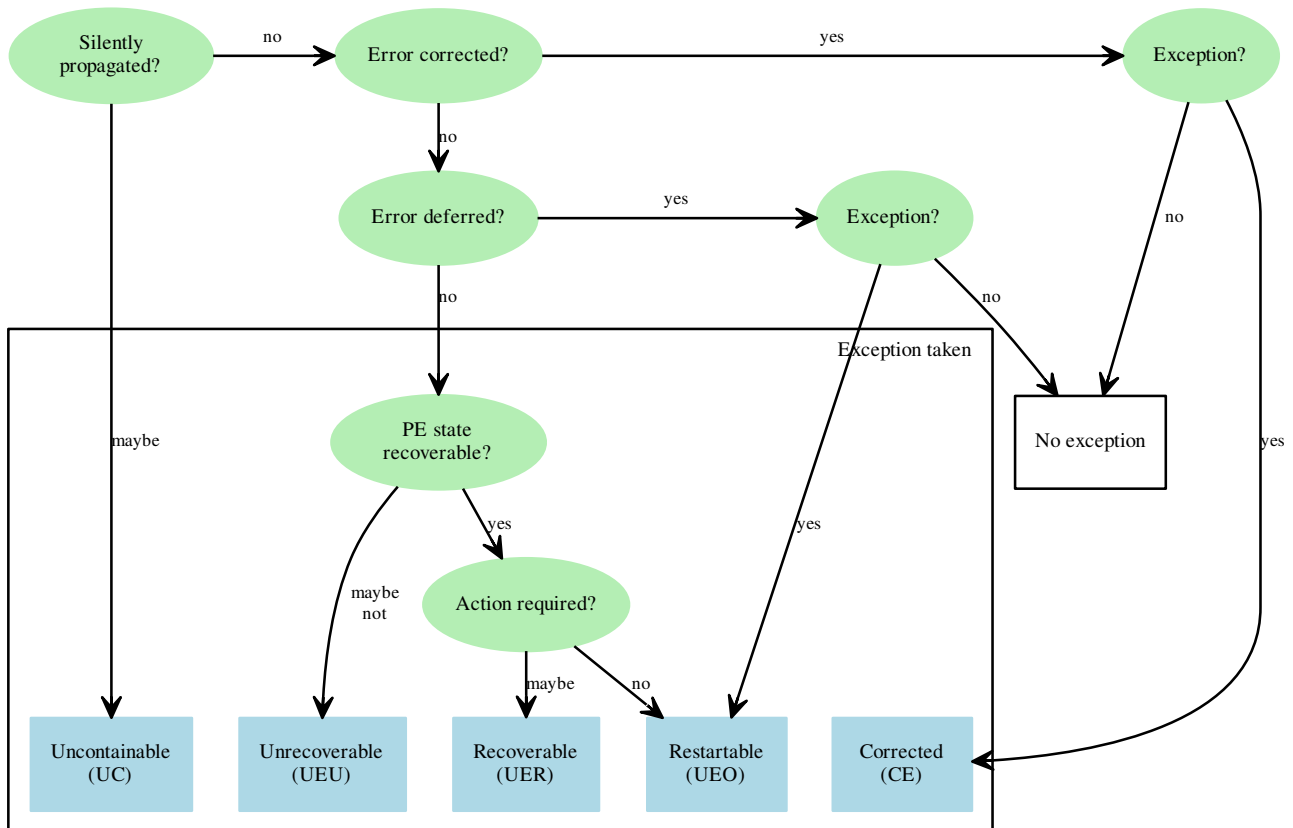 Silently
propagated?
no
Error corrected?
yes
Exception?
no
Error deferred?
yes
Exception?
no
no
no
Exception taken
maybe
PE state
recoverable?
No exception
yes
yes
yes
maybe
not
Action required?
maybe
no
Uncontainable
(UC)
Unrecoverable
(UEU)
Recoverable
(UER)
Restartable
(UEO)
Corrected
(CE)